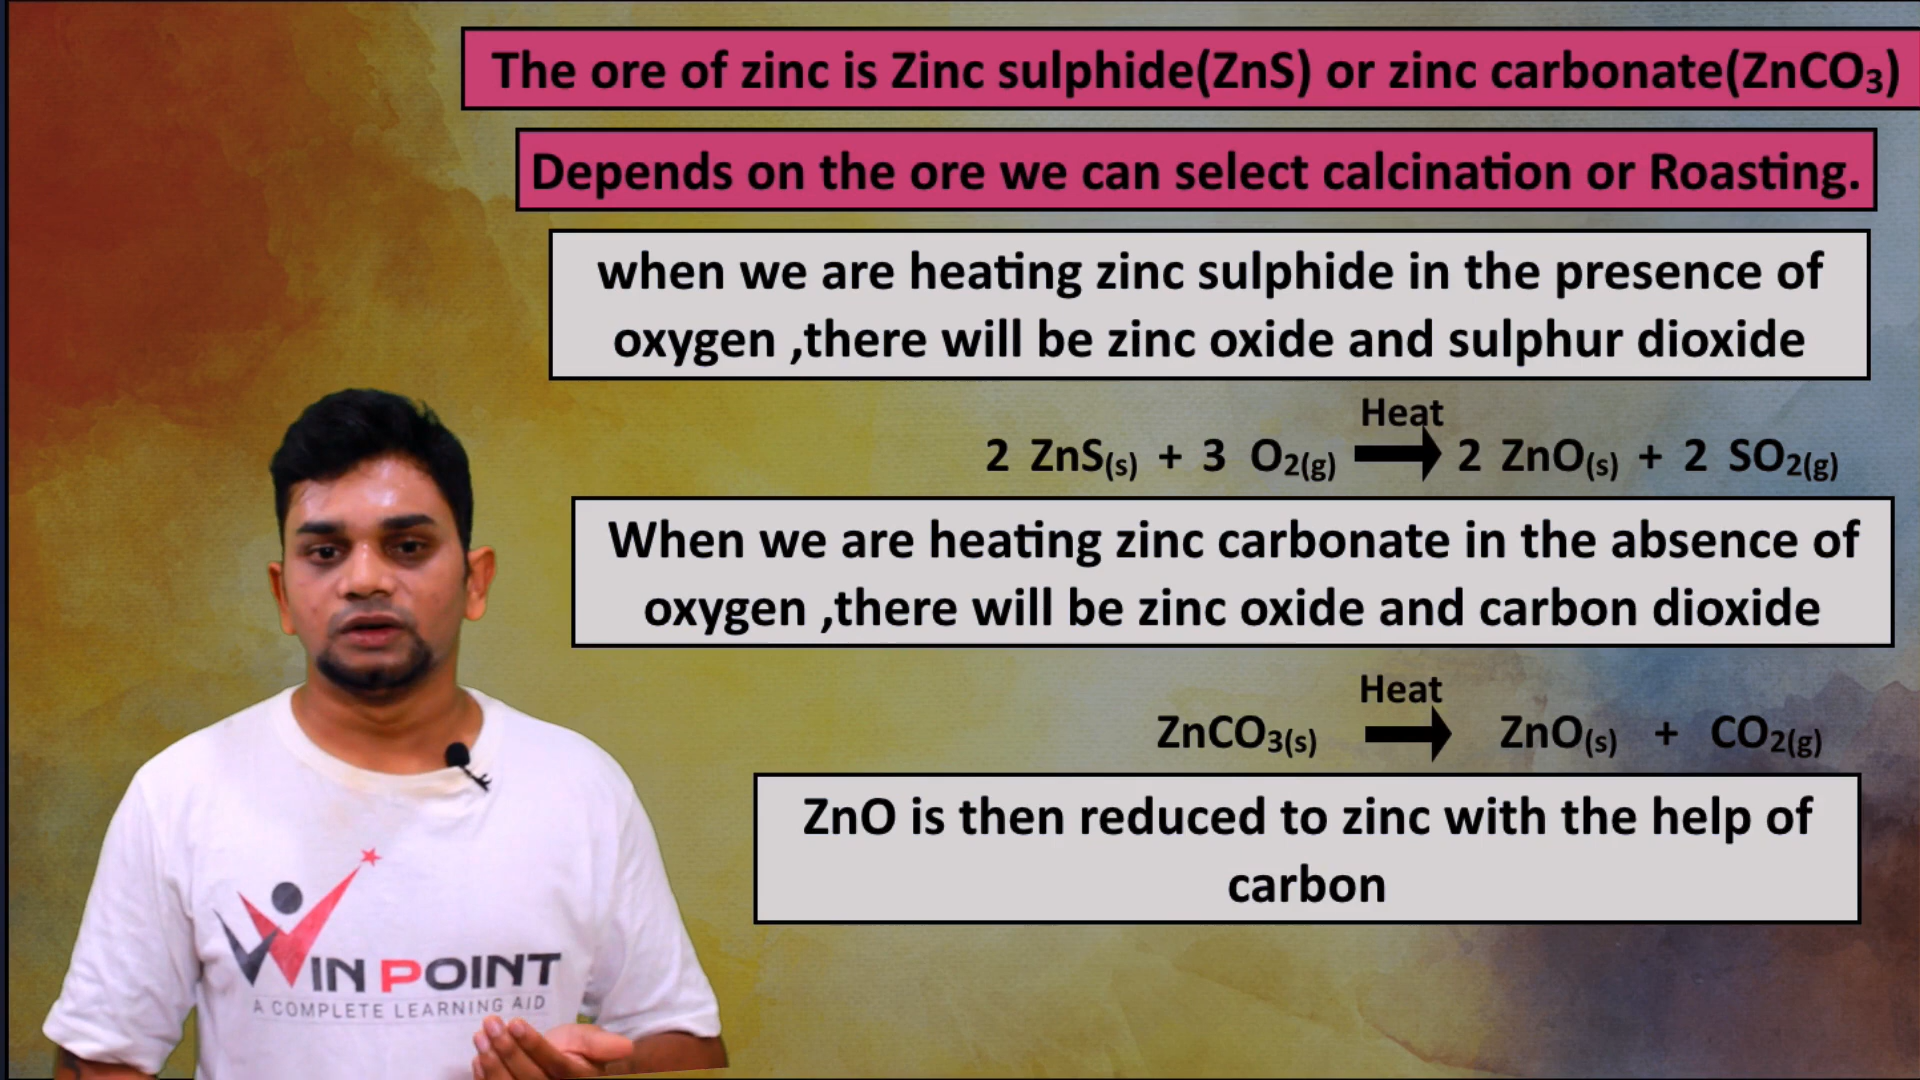 The ore of zinc is Zinc sulphide(ZnS) or zinc carbonate(ZnCO₃)
Depends on the ore we can select calcination or Roasting.
when we are heating zinc sulphide in the presence of
oxygen ,there will be zinc oxide and sulphur dioxide
Heat
2 ZnS(s) + 3 O₂(g) ➡ 2 ZnO(s) + 2 SO₂(g)
When we are heating zinc carbonate in the absence of
oxygen ,there will be zinc oxide and carbon dioxide
Heat
ZnCO₃(s) ➡ ZnO(s) + CO₂(g)
ZnO is then reduced to zinc with the help of
carbon
WIN POINT
A COMPLETE LEARNING AID